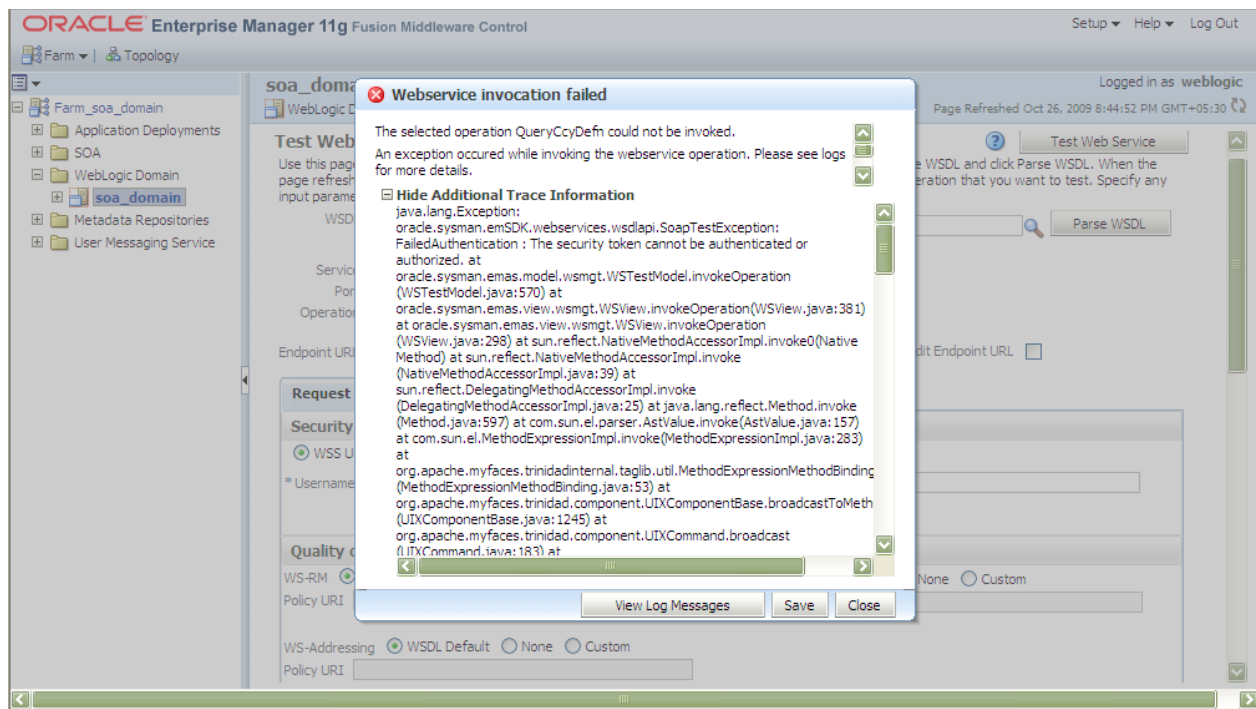 ORACLE Enterprise Manager 11g Fusion Middleware Control
Setup Help Log Out
Farm | Topology
Farm_soa_domain
Application Deployments
SOA
WebLogic Domain
soa_domain
Metadata Repositories
User Messaging Service
soa_doma
Logged in as weblogic
WebLogic D
Page Refreshed Oct 26, 2009 8:44:52 PM GMT+05:30
Test Web
Test Web Service
Use this pag
e WSDL and click Parse WSDL. When the
page refresh
eration that you want to test. Specify any
input parame
WSD
Parse WSDL
Service
Por
Operation
Endpoint URL
dit Endpoint URL
Request
Security
WSS U
* Username
Quality o
WS-RM
None Custom
Policy URI
WS-Addressing WSDL Default None Custom
Policy URI
Webservice invocation failed
The selected operation QueryCcyDefn could not be invoked.
An exception occured while invoking the webservice operation. Please see logs
for more details.
Hide Additional Trace Information
java.lang.Exception:
oracle.sysman.emSDK.webservices.wsdlapi.SoapTestException:
FailedAuthentication : The security token cannot be authenticated or
authorized. at
oracle.sysman.emas.model.wsmgt.WSTestModel.invokeOperation
(WSTestModel.java:570) at
oracle.sysman.emas.view.wsmgt.WSView.invokeOperation(WSView.java:381)
at oracle.sysman.emas.view.wsmgt.WSView.invokeOperation
(WSView.java:298) at sun.reflect.NativeMethodAccessorImpl.invoke0(Native
Method) at sun.reflect.NativeMethodAccessorImpl.invoke
(NativeMethodAccessorImpl.java:39) at
sun.reflect.DelegatingMethodAccessorImpl.invoke
(DelegatingMethodAccessorImpl.java:25) at java.lang.reflect.Method.invoke
(Method.java:597) at com.sun.el.parser.AstValue.invoke(AstValue.java:157)
at com.sun.el.MethodExpressionImpl.invoke(MethodExpressionImpl.java:283)
at
org.apache.myfaces.trinidadinternal.taglib.util.MethodExpressionMethodBinding
(MethodExpressionMethodBinding.java:53) at
org.apache.myfaces.trinidad.component.UIXComponentBase.broadcastToMeth
(UIXComponentBase.java:1245) at
org.apache.myfaces.trinidad.component.UIXCommand.broadcast
(UIXCommand.java:183) at
View Log Messages Save Close